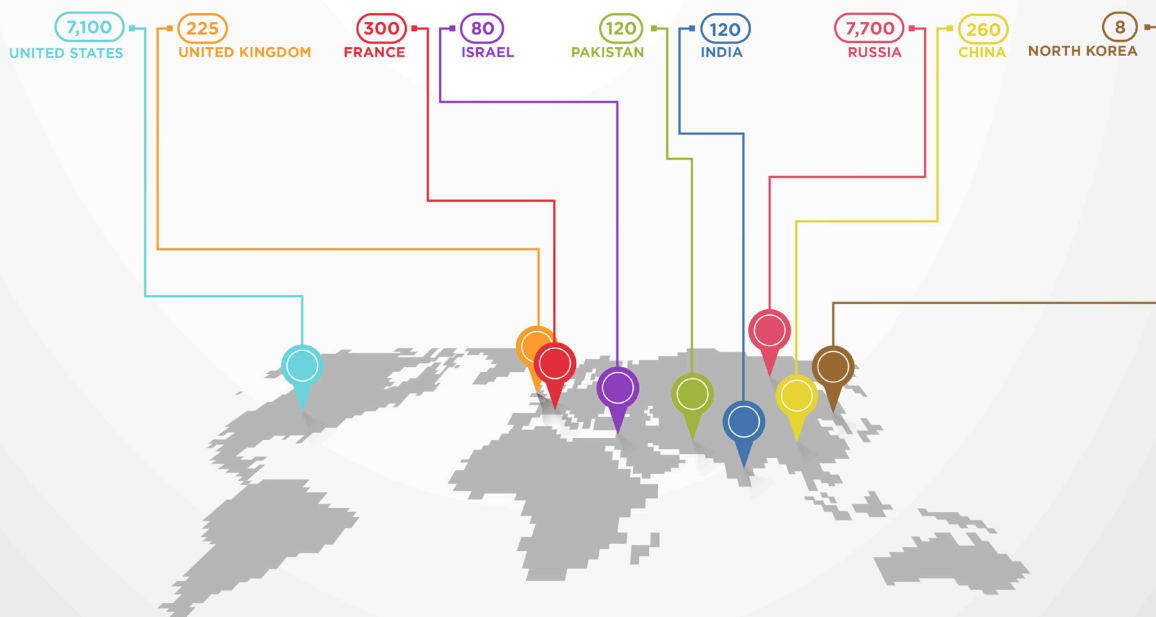 7,100
UNITED STATES
225
UNITED KINGDOM
300
FRANCE
80
ISRAEL
120
PAKISTAN
120
INDIA
7,700
RUSSIA
260
CHINA
8
NORTH KOREA